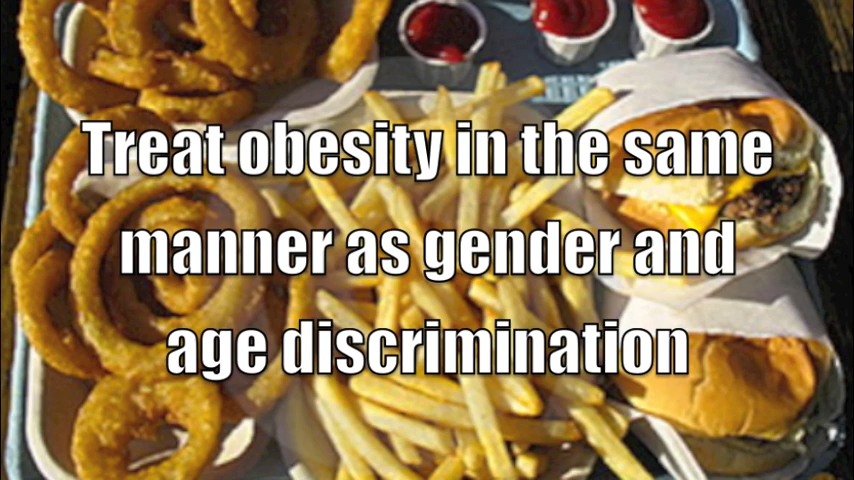 Treat obesity in the same
manner as gender and
age discrimination